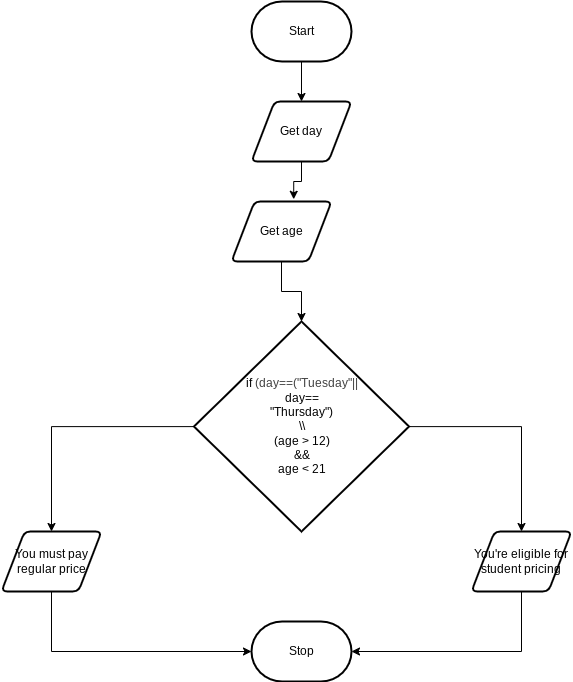 Start
Get day
Get age
if (day==("Tuesday"||
day==
"Thursday")
\\
(age > 12)
&&
age < 21
You must pay
regular price
You're eligible for
student pricing
Stop